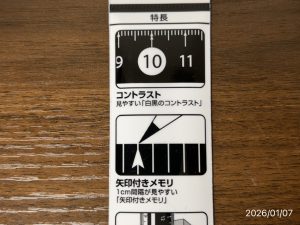 特長
9 10 11
コントラスト
見やすい「白黒のコントラスト」
矢印付きメモリ
1cm間隔が見やすい
「矢印付きメモリ」
2026/01/07